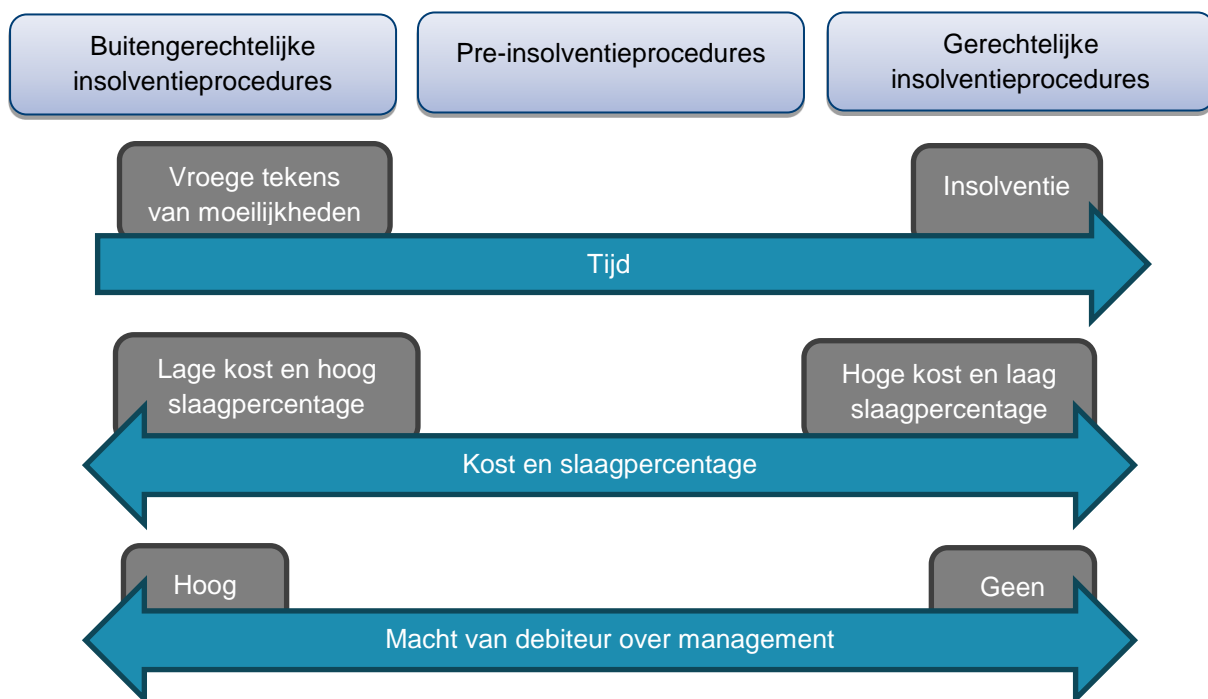 Buitengerechtelijke
insolventieprocedures
Pre-insolventieprocedures
Gerechtelijke
insolventieprocedures
Vroege tekens
van moeilijkheden
Insolventie
Tijd
Lage kost en hoog
slaagpercentage
Hoge kost en laag
slaagpercentage
Kost en slaagpercentage
Hoog
Geen
Macht van debiteur over management